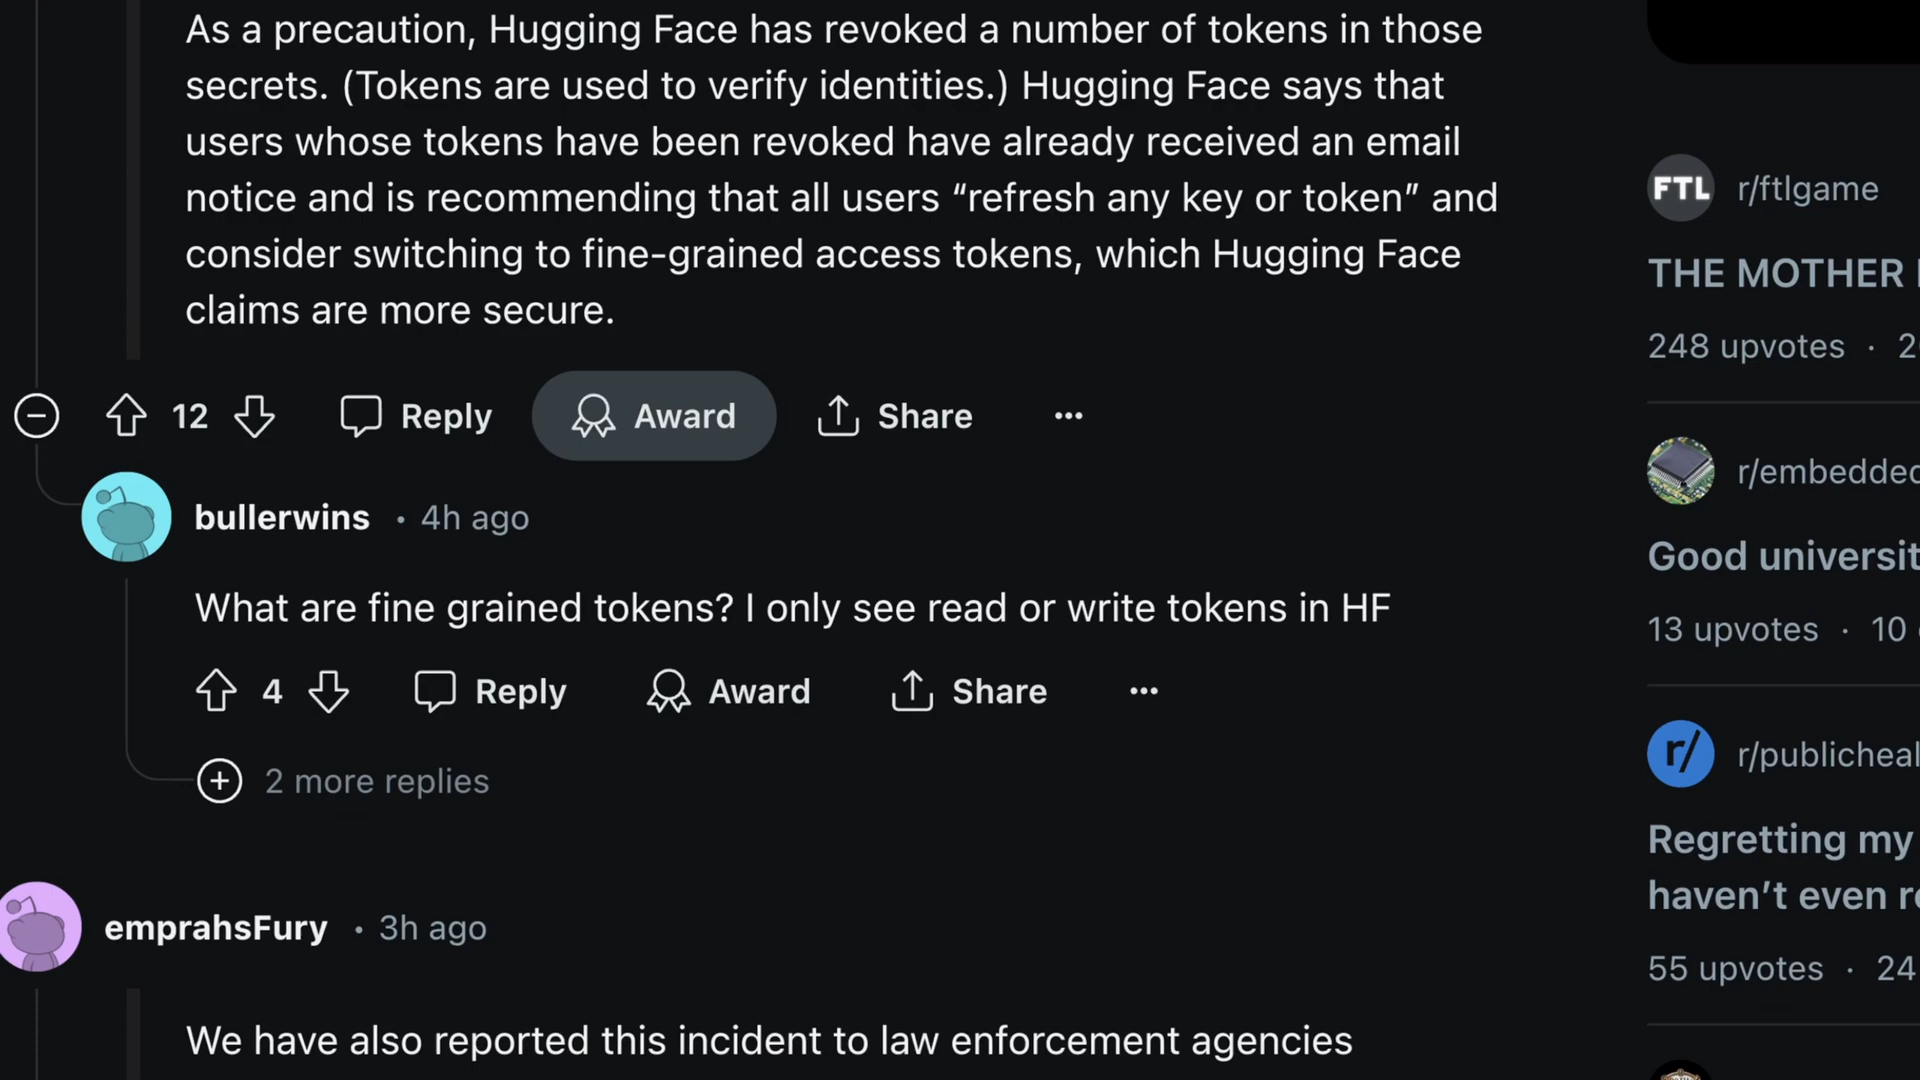 As a precaution, Hugging Face has revoked a number of tokens in those
secrets. (Tokens are used to verify identities.) Hugging Face says that
users whose tokens have been revoked have already received an email
notice and is recommending that all users “refresh any key or token” and
consider switching to fine-grained access tokens, which Hugging Face
claims are more secure.
12 Reply Award Share
bullerwins • 4h ago
What are fine grained tokens? I only see read or write tokens in HF
4 Reply Award Share
2 more replies
emprahsFury • 3h ago
We have also reported this incident to law enforcement agencies
FTL r/ftlgame
THE MOTHER
248 upvotes ·
r/embedded
Good universit
13 upvotes · 10
r/ r/publicheal
Regretting my
haven’t even re
55 upvotes · 24